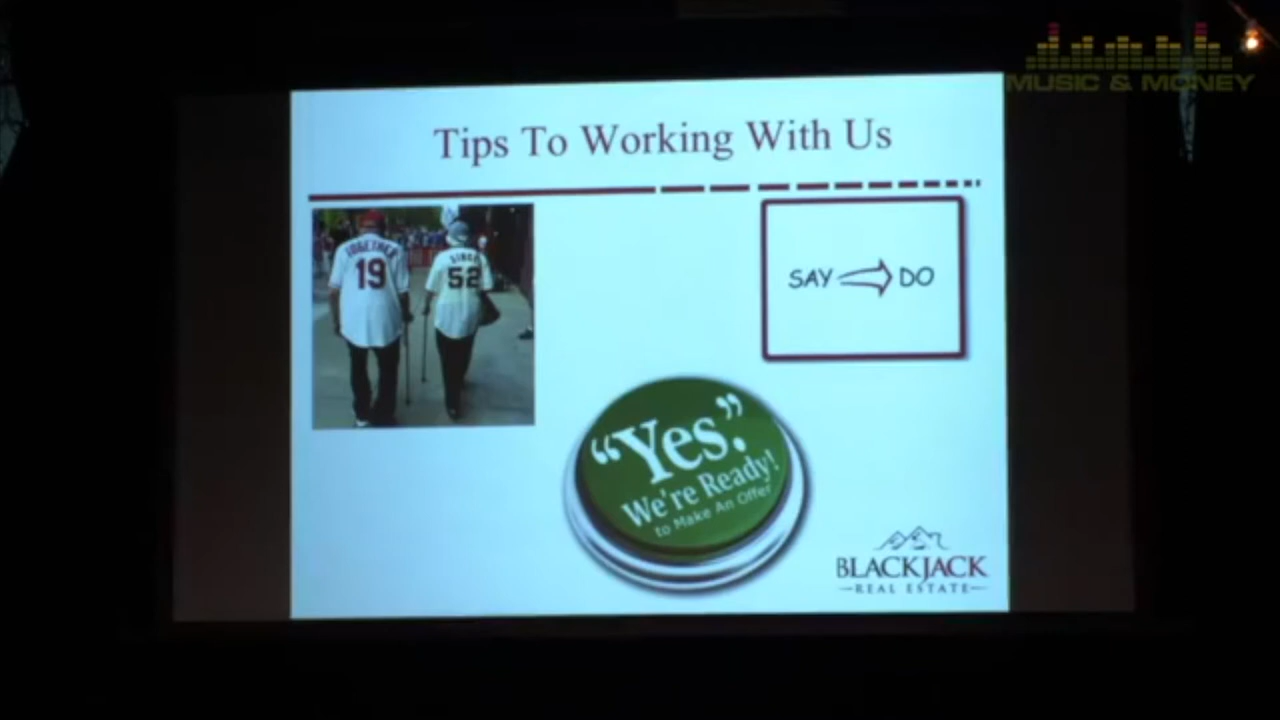 MUSIC & MONEY
Tips To Working With Us
TOGETHER
19
SINCE
52
SAY DO
“Yes.”
We're Ready!
to Make An Offer
BLACKJACK
REAL ESTATE